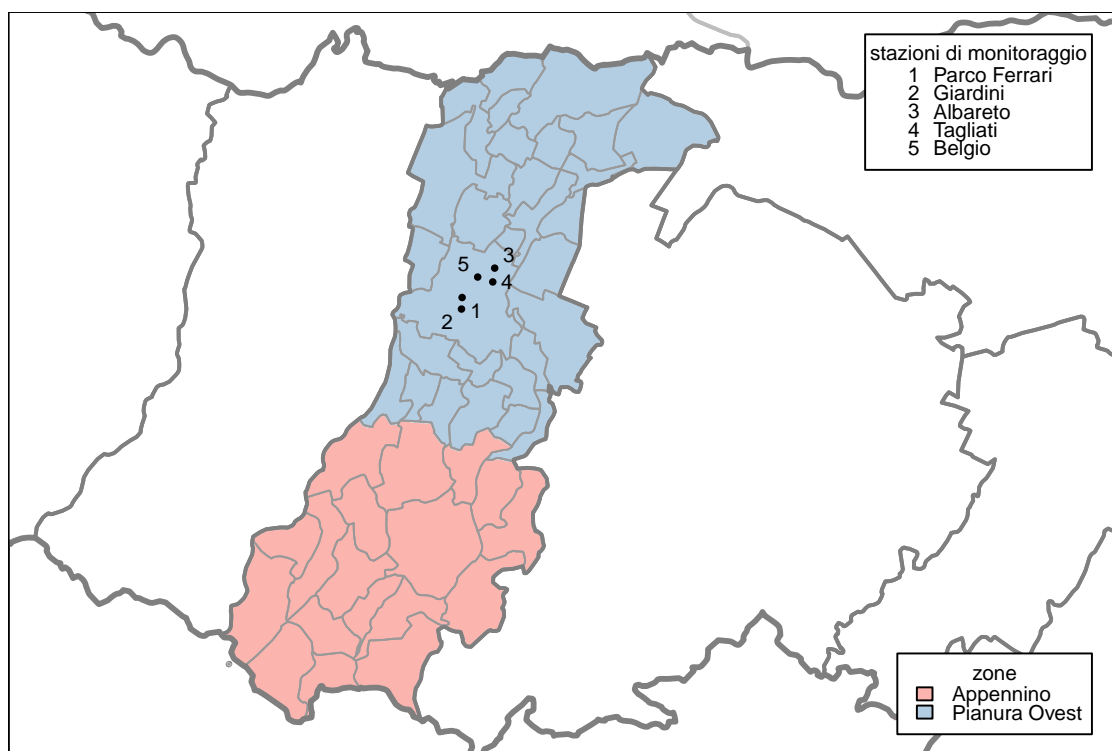 stazioni di monitoraggio
1 Parco Ferrari
2 Giardini
3 Albareto
4 Tagliati
5 Belgio
3
5
4
1
2
zone
Appennino
Pianura Ovest